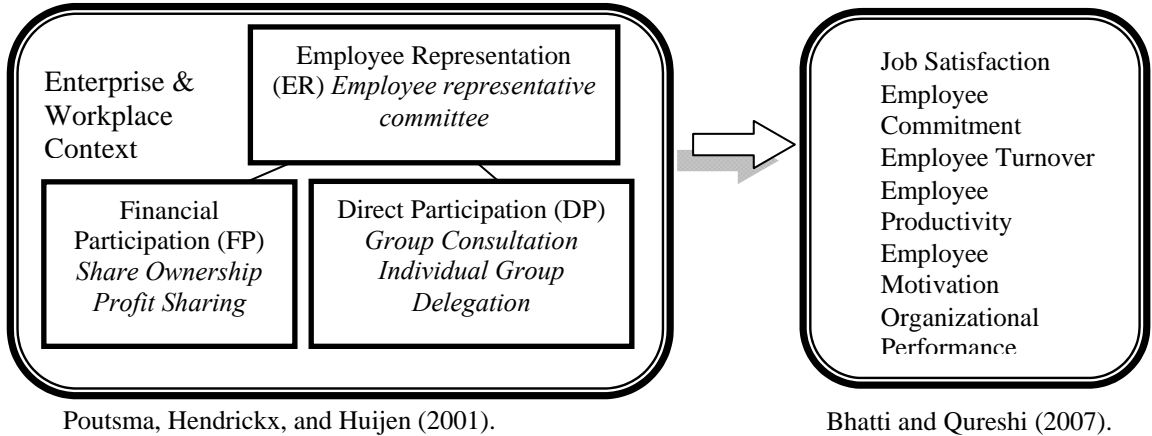 Enterprise &
Workplace
Context
Employee Representation
(ER) Employee representative
committee
Financial
Participation (FP)
Share Ownership
Profit Sharing
Direct Participation (DP)
Group Consultation
Individual Group
Delegation
Job Satisfaction
Employee
Commitment
Employee Turnover
Employee
Productivity
Employee
Motivation
Organizational
Performance
Poutsma, Hendrickx, and Huijen (2001).
Bhatti and Qureshi (2007).